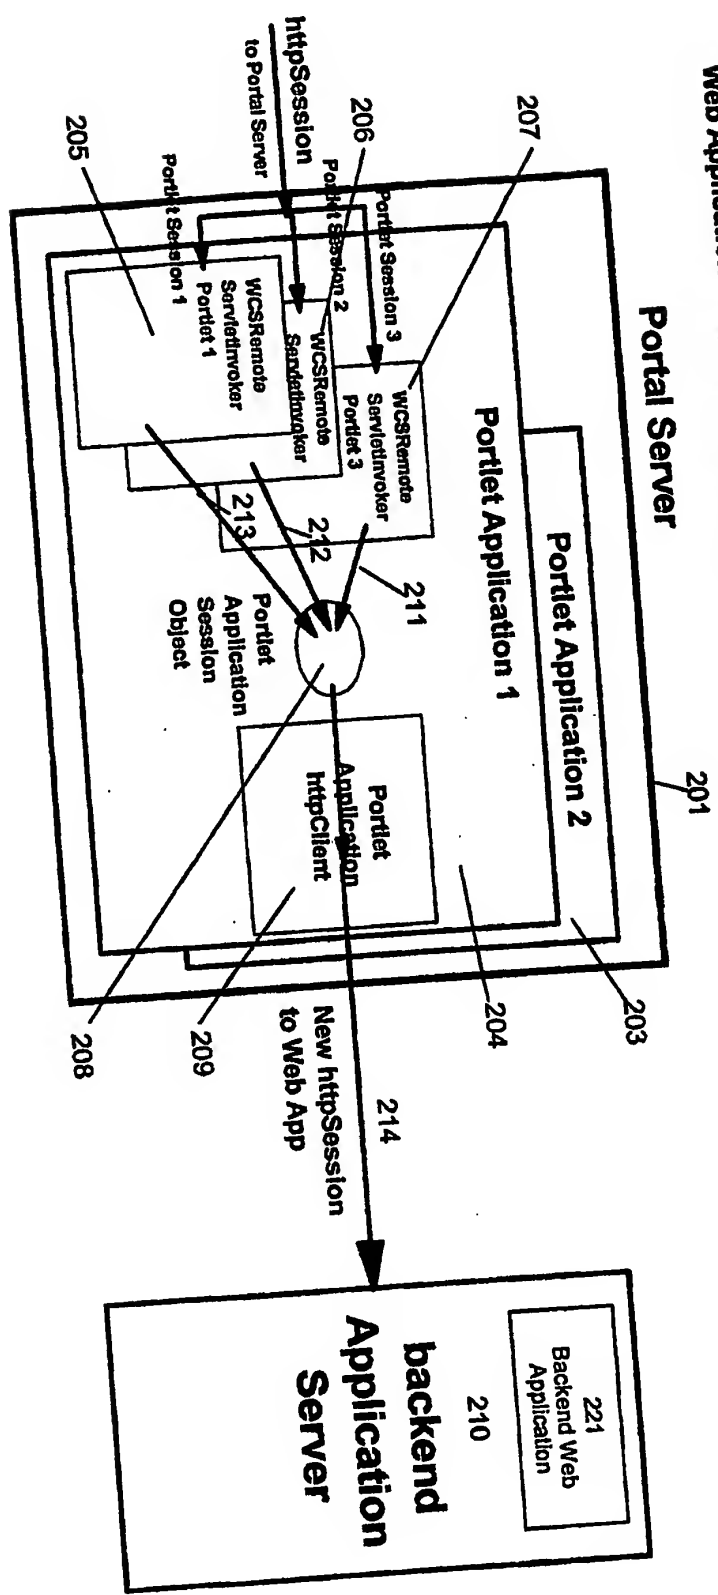 Web Application
Portal Server
201
Portlet Application 2
203
Portlet Application 1
204
207
206
205
httpSession
to Portal Server
Portlet Session 3
Portlet Session 2
Portlet Session 1
WCSRemote
ServletInvoker
Portlet 3
WCSRemote
ServletInvoker
WCSRemote
ServletInvoker
Portlet 1
211
212
213
Portlet
Application
Session
Object
Portlet
Application
httpClient
208
209
214
New httpSession
to Web App
221
Backend Web
Application
210
backend
Application
Server